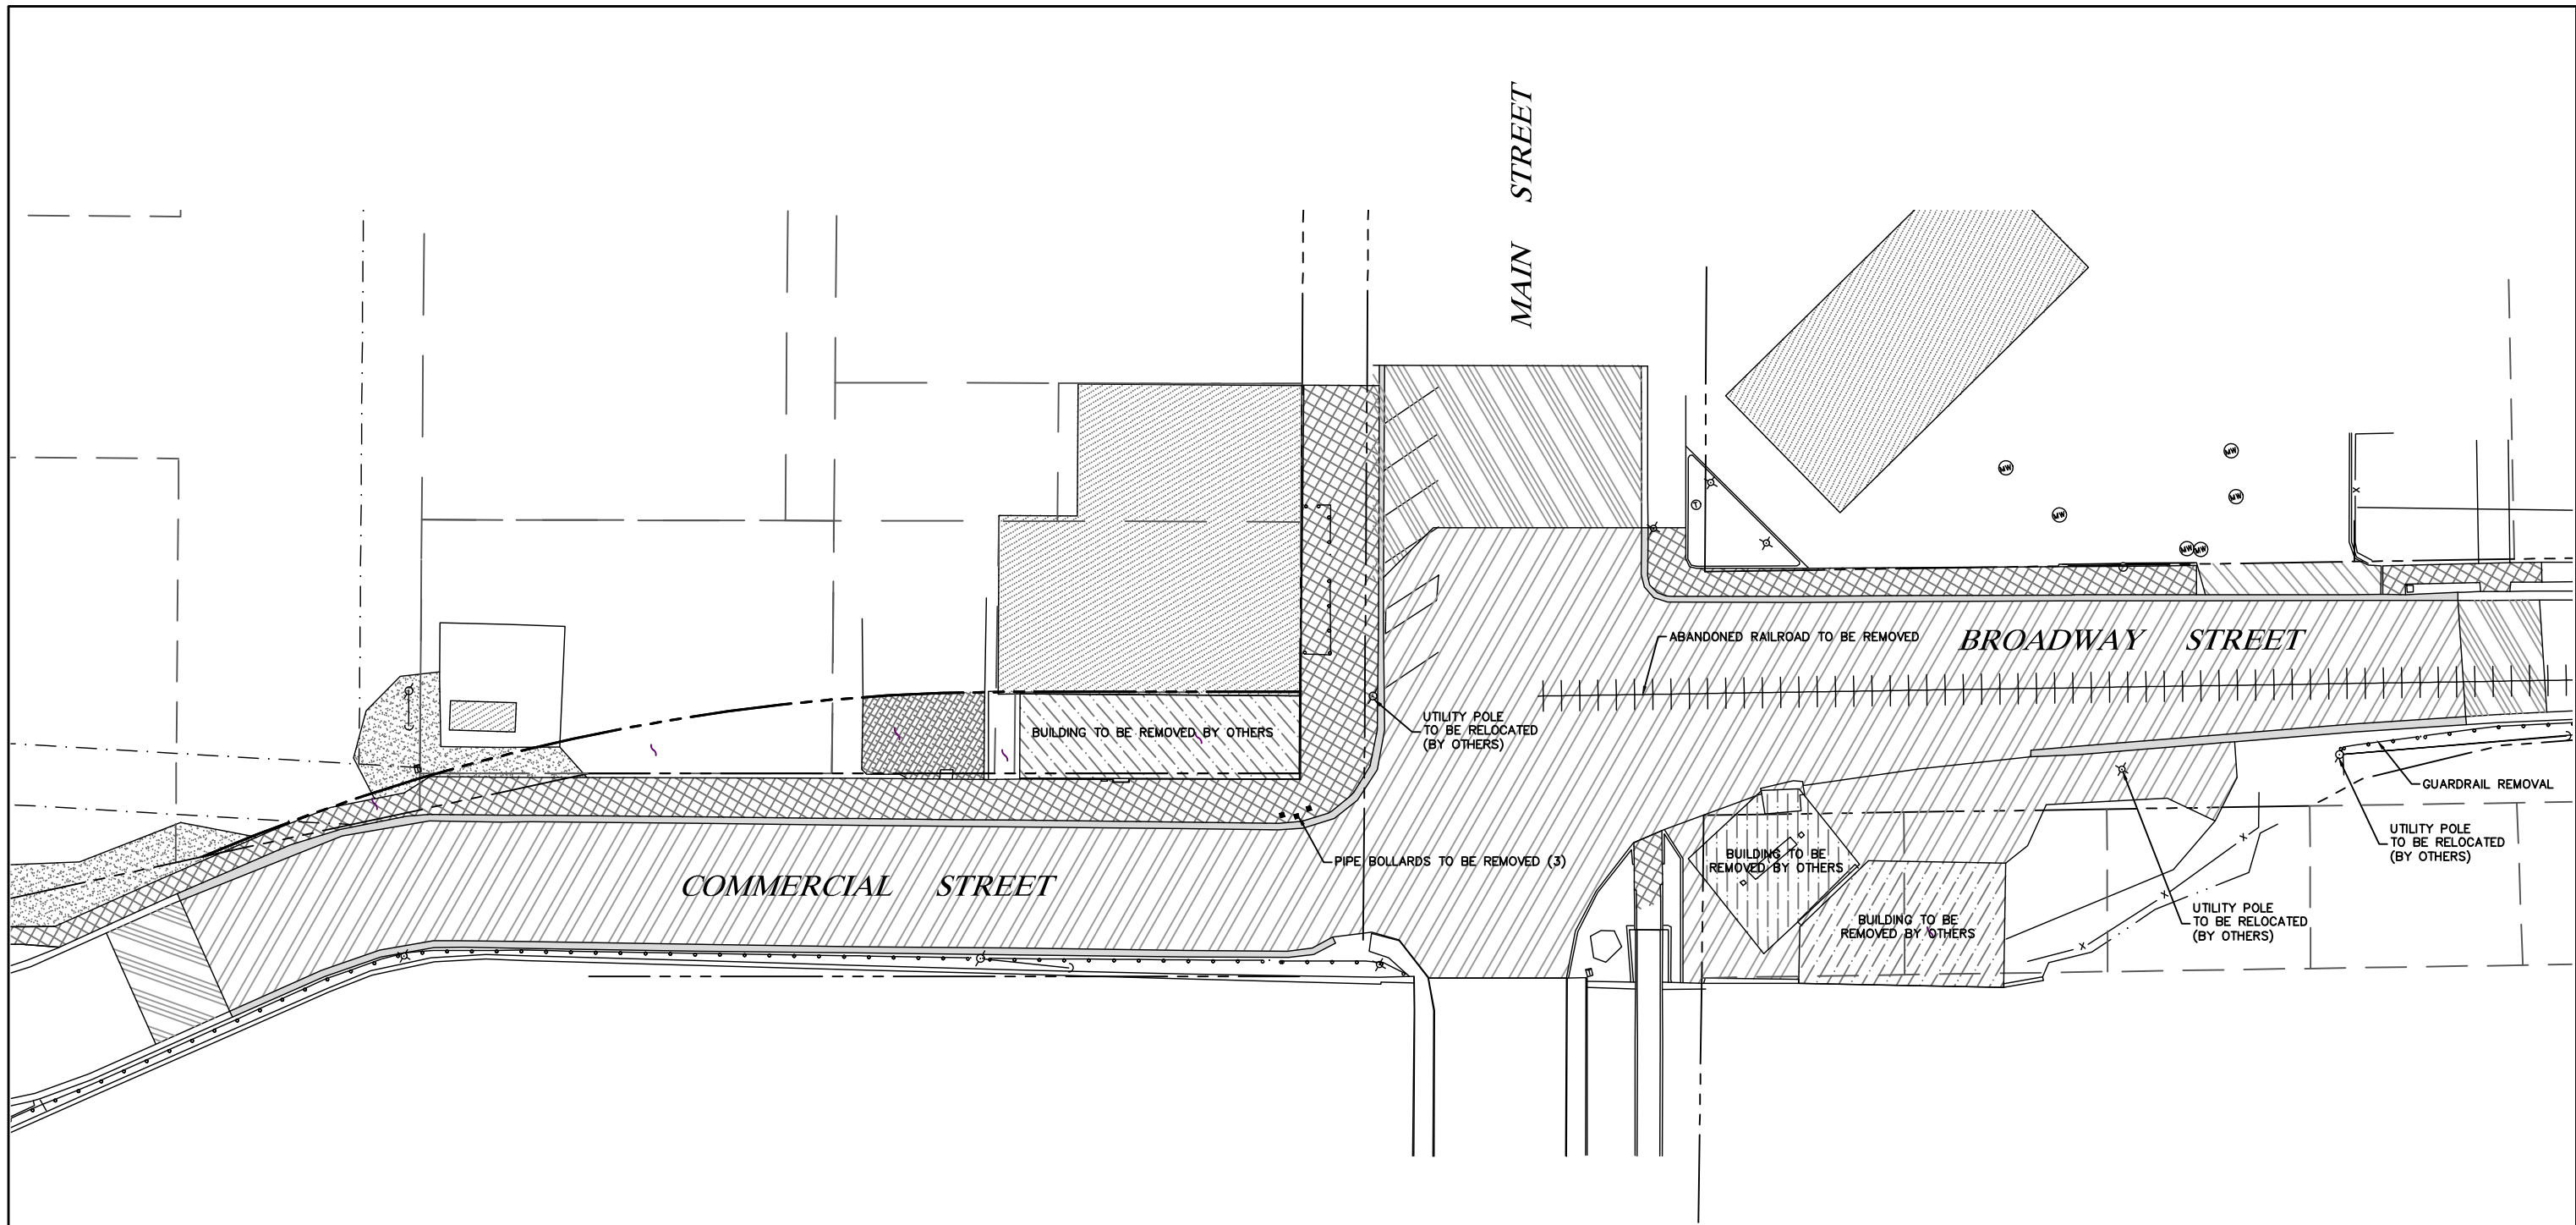 MAIN STREET
MW
MW
MW
MW
MW
MW
ABANDONED RAILROAD TO BE REMOVED
BROADWAY STREET
UTILITY POLE
TO BE RELOCATED
(BY OTHERS)
BUILDING TO BE REMOVED BY OTHERS
GUARDRAIL REMOVAL
UTILITY POLE
TO BE RELOCATED
(BY OTHERS)
BUILDING TO BE
REMOVED BY OTHERS
PIPE BOLLARDS TO BE REMOVED (3)
COMMERCIAL STREET
BUILDING TO BE
REMOVED BY OTHERS
UTILITY POLE
TO BE RELOCATED
(BY OTHERS)